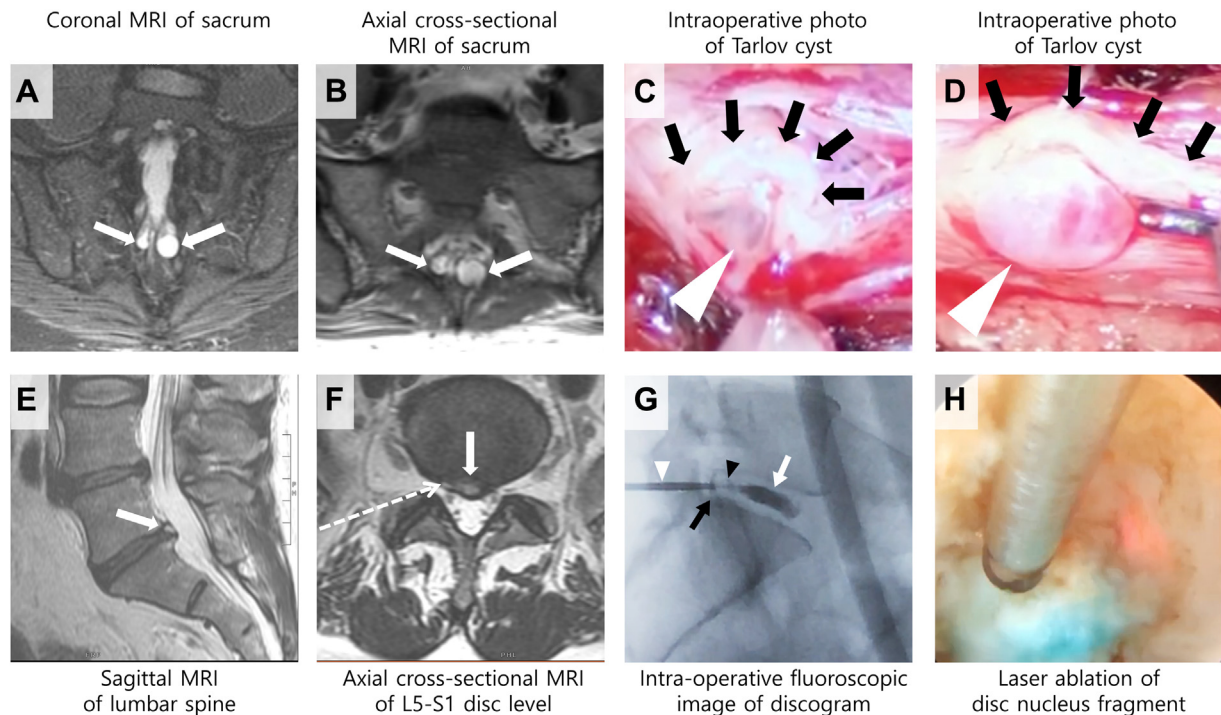 Coronal MRI of sacrum
Axial cross-sectional
MRI of sacrum
Intraoperative photo
of Tarlov cyst
Intraoperative photo
of Tarlov cyst
A
B
C
D
E
F
G
H
Sagittal MRI
of lumbar spine
Axial cross-sectional MRI
of L5-S1 disc level
Intra-operative fluoroscopic
image of discogram
Laser ablation of
disc nucleus fragment